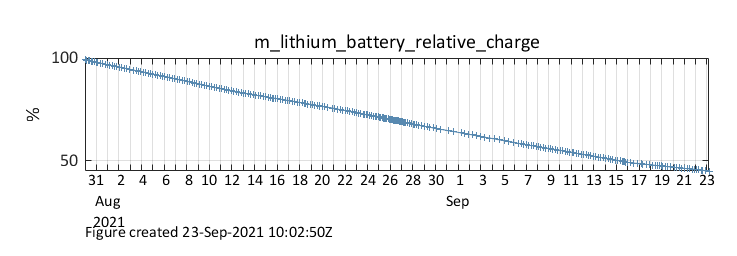 m_lithium_battery_relative_charge
100
%
50
31 2 4 6 8 10 12 14 16 18 20 22 24 26 28 30 1 3 5 7 9 11 13 15 17 19 21 23
Aug Sep
2021
Figure created 23-Sep-2021 10:02:50Z